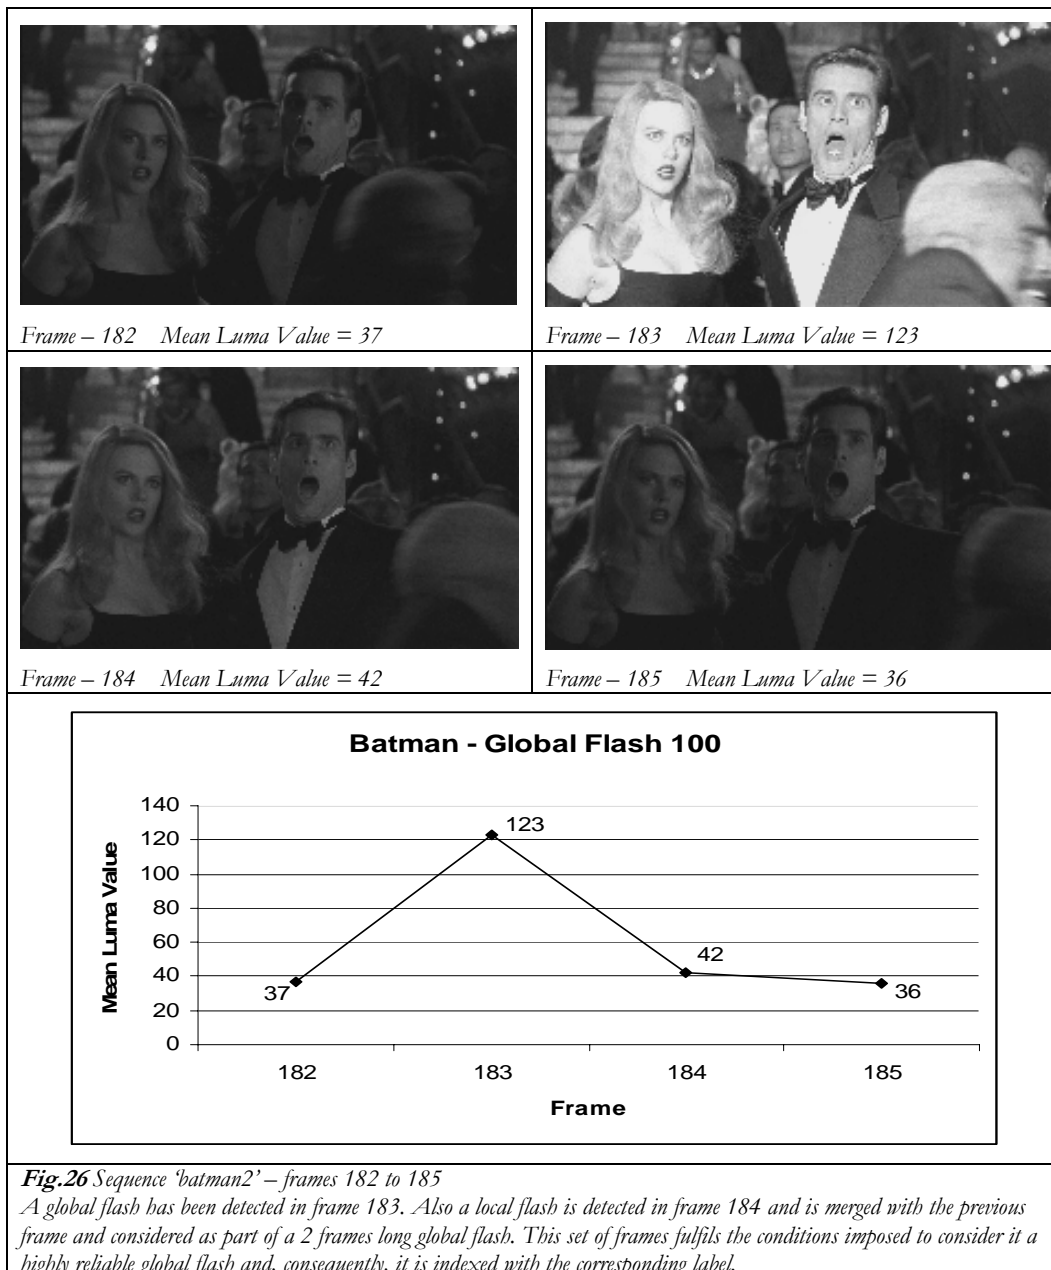 Frame – 182 Mean Luma Value = 37
Frame – 183 Mean Luma Value = 123
Frame – 184 Mean Luma Value = 42
Frame – 185 Mean Luma Value = 36
Batman - Global Flash 100
140
120
100
80
60
40
20
0
Mean Luma Value
37
123
42
36
182 183 184 185
Frame
Fig.26 Sequence ‘batman2’ – frames 182 to 185
A global flash has been detected in frame 183. Also a local flash is detected in frame 184 and is merged with the previous
frame and considered as part of a 2 frames long global flash. This set of frames fulfils the conditions imposed to consider it a
highly reliable global flash and, consequently, it is indexed with the corresponding label.